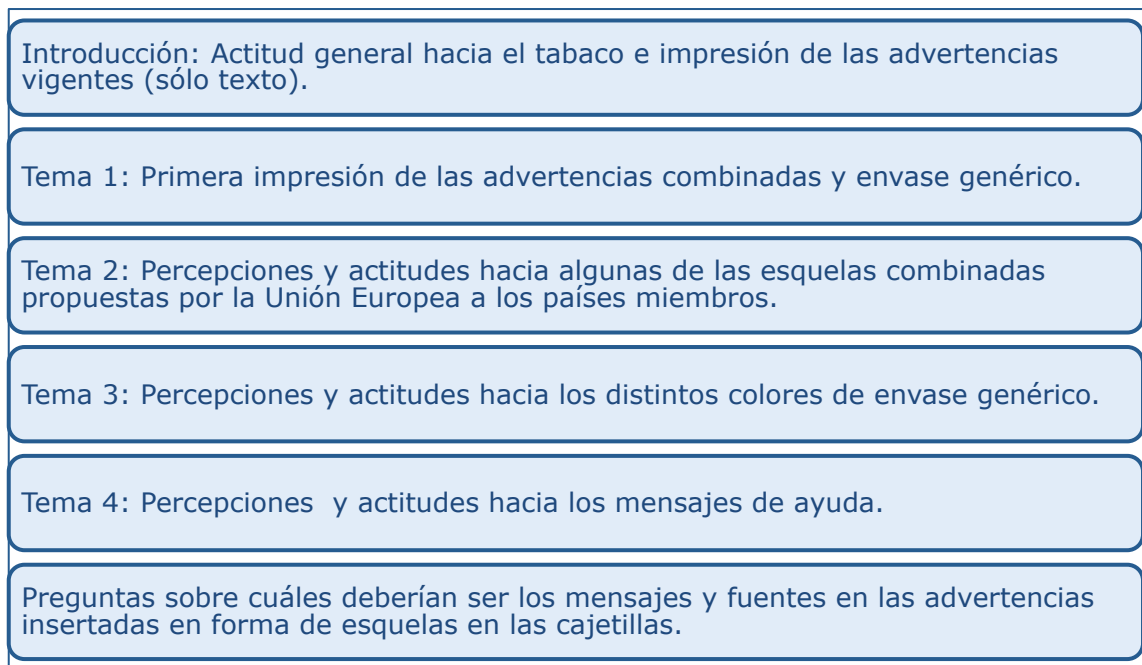 Introducción: Actitud general hacia el tabaco e impresión de las advertencias
vigentes (sólo texto).
Tema 1: Primera impresión de las advertencias combinadas y envase genérico.
Tema 2: Percepciones y actitudes hacia algunas de las esquelas combinadas
propuestas por la Unión Europea a los países miembros.
Tema 3: Percepciones y actitudes hacia los distintos colores de envase genérico.
Tema 4: Percepciones  y actitudes hacia los mensajes de ayuda.
Preguntas sobre cuáles deberían ser los mensajes y fuentes en las advertencias
insertadas en forma de esquelas en las cajetillas.